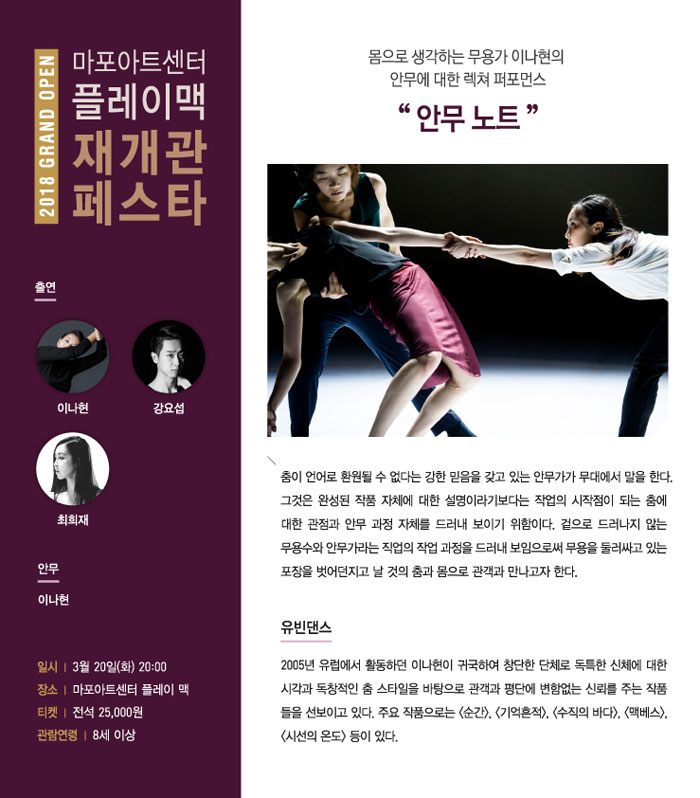 2018 GRAND OPEN
마포아트센터
플레이맥
재개관
페스타
출연
이나현
강요섭
최희재
안무
이나현
일시 | 3월 20일(화) 20:00
장소 | 마포아트센터 플레이 맥
티켓 | 전석 25,000원
관람연령 | 8세 이상
몸으로 생각하는 무용가 이나현의
안무에 대한 렉쳐 퍼포먼스
“ 안무 노트 ”
춤이 언어로 환원될 수 없다는 강한 믿음을 갖고 있는 안무가가 무대에서 말을 한다.
그것은 완성된 작품 자체에 대한 설명이라기보다는 작업의 시작점이 되는 춤에
대한 관점과 안무 과정 자체를 드러내 보이기 위함이다. 겉으로 드러나지 않는
무용수와 안무가라는 직업의 작업 과정을 드러내 보임으로써 무용을 둘러싸고 있는
포장을 벗어던지고 날 것의 춤과 몸으로 관객과 만나고자 한다.
유빈댄스
2005년 유럽에서 활동하던 이나현이 귀국하여 창단한 단체로 독특한 신체에 대한
시각과 독창적인 춤 스타일을 바탕으로 관객과 평단에 변함없는 신뢰를 주는 작품
들을 선보이고 있다. 주요 작품으로는 <순간>, <기억흔적>, <수직의 바다>, <맥베스>,
<시선의 온도> 등이 있다.